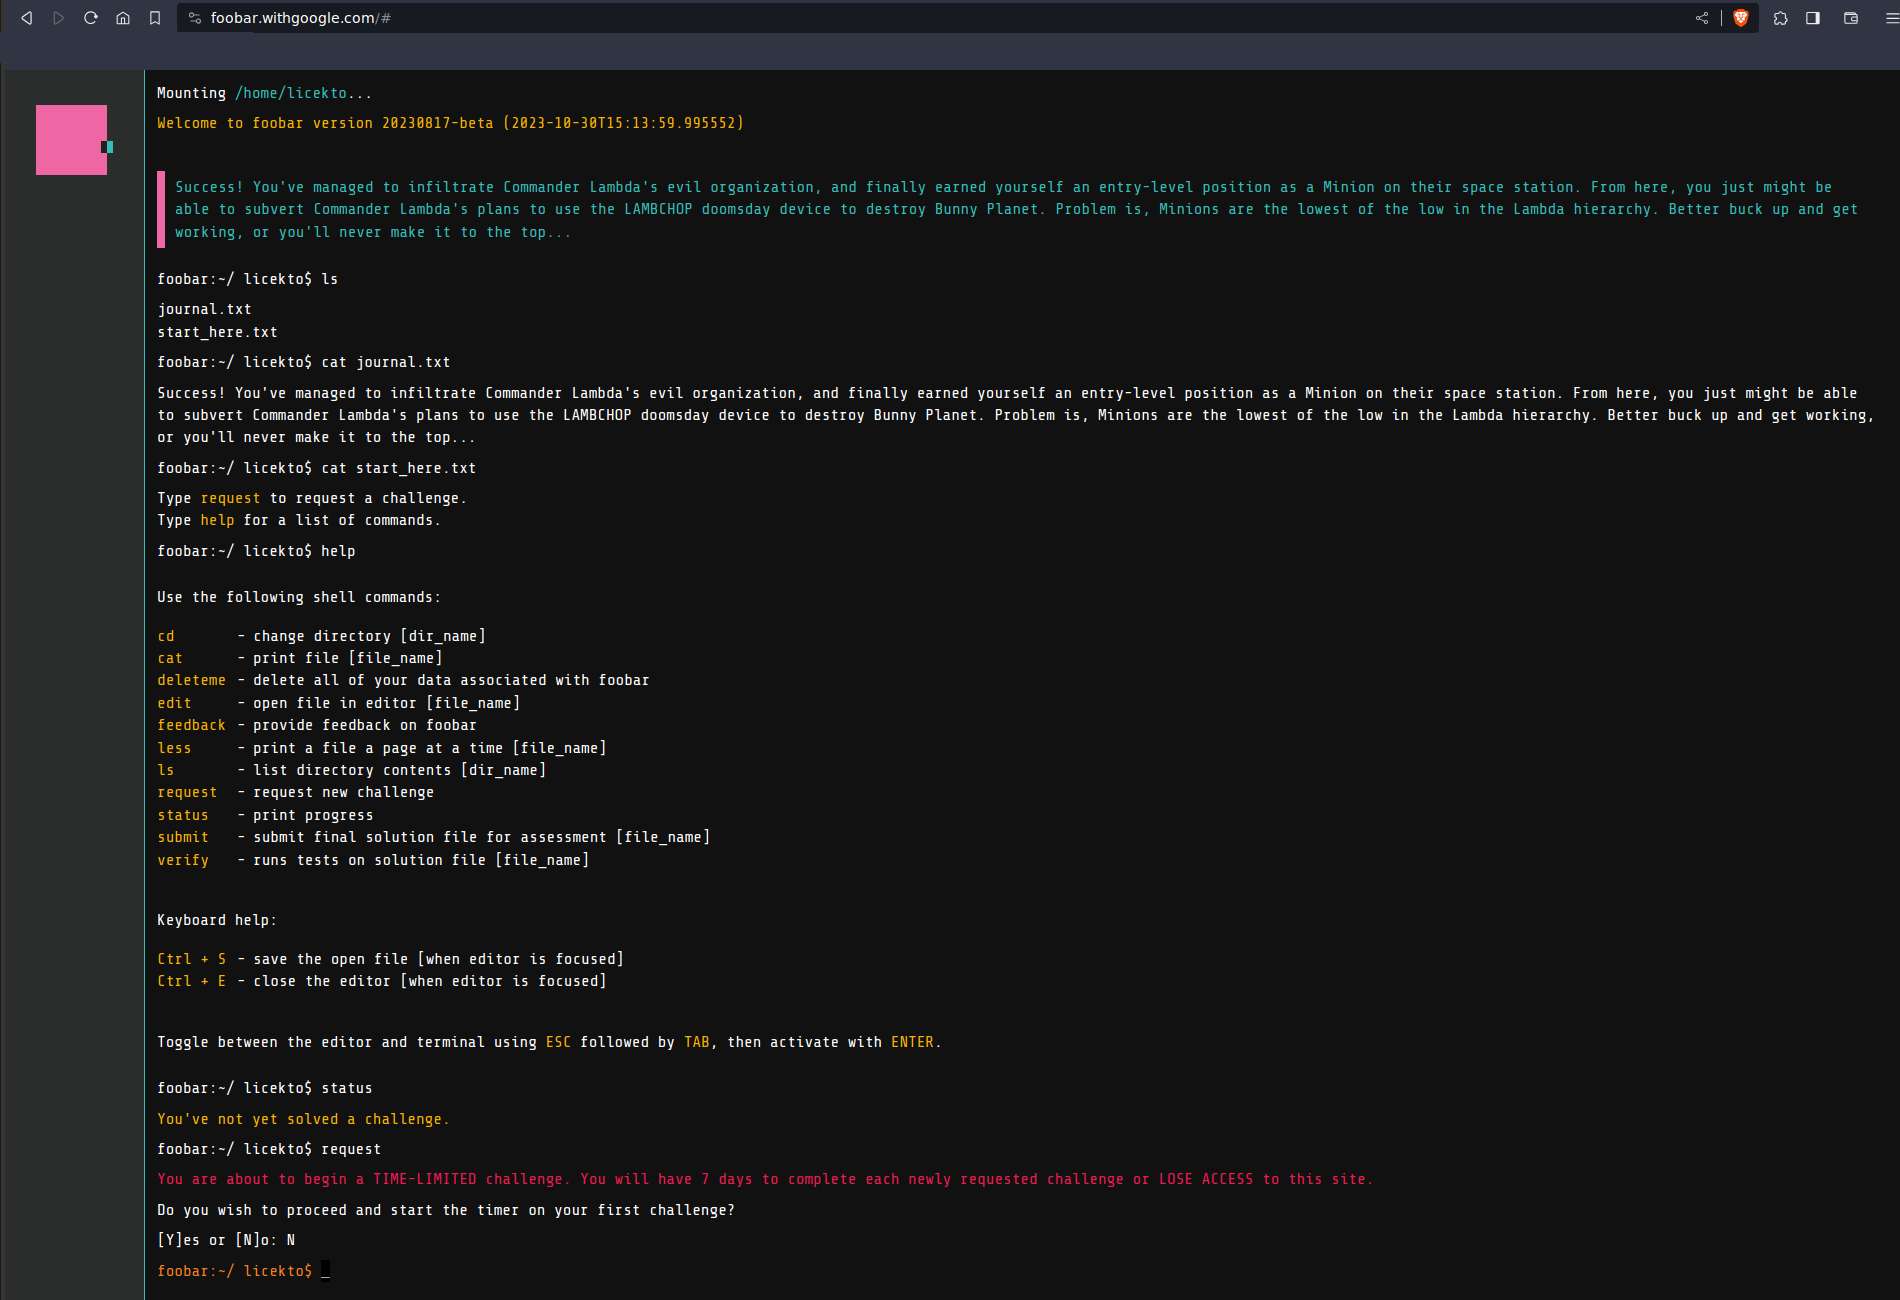 foobar.withgoogle.com/#
Mounting /home/licekto...
Welcome to foobar version 20230817-beta (2023-10-30T15:13:59.995552)
Success! You've managed to infiltrate Commander Lambda's evil organization, and finally earned yourself an entry-level position as a Minion on their space station. From here, you just might be
able to subvert Commander Lambda's plans to use the LAMBCHOP doomsday device to destroy Bunny Planet. Problem is, Minions are the lowest of the low in the Lambda hierarchy. Better buck up and get
working, or you'll never make it to the top...
foobar:~/ licekto$ ls
journal.txt
start_here.txt
foobar:~/ licekto$ cat journal.txt
Success! You've managed to infiltrate Commander Lambda's evil organization, and finally earned yourself an entry-level position as a Minion on their space station. From here, you just might be able
to subvert Commander Lambda's plans to use the LAMBCHOP doomsday device to destroy Bunny Planet. Problem is, Minions are the lowest of the low in the Lambda hierarchy. Better buck up and get working,
or you'll never make it to the top...
foobar:~/ licekto$ cat start_here.txt
Type request to request a challenge.
Type help for a list of commands.
foobar:~/ licekto$ help
Use the following shell commands:
cd - change directory [dir_name]
cat - print file [file_name]
deleteme - delete all of your data associated with foobar
edit - open file in editor [file_name]
feedback - provide feedback on foobar
less - print a file a page at a time [file_name]
ls - list directory contents [dir_name]
request - request new challenge
status - print progress
submit - submit final solution file for assessment [file_name]
verify - runs tests on solution file [file_name]
Keyboard help:
Ctrl + S - save the open file [when editor is focused]
Ctrl + E - close the editor [when editor is focused]
Toggle between the editor and terminal using ESC followed by TAB, then activate with ENTER.
foobar:~/ licekto$ status
You've not yet solved a challenge.
foobar:~/ licekto$ request
You are about to begin a TIME-LIMITED challenge. You will have 7 days to complete each newly requested challenge or LOSE ACCESS to this site.
Do you wish to proceed and start the timer on your first challenge?
[Y]es or [N]o: N
foobar:~/ licekto$ _